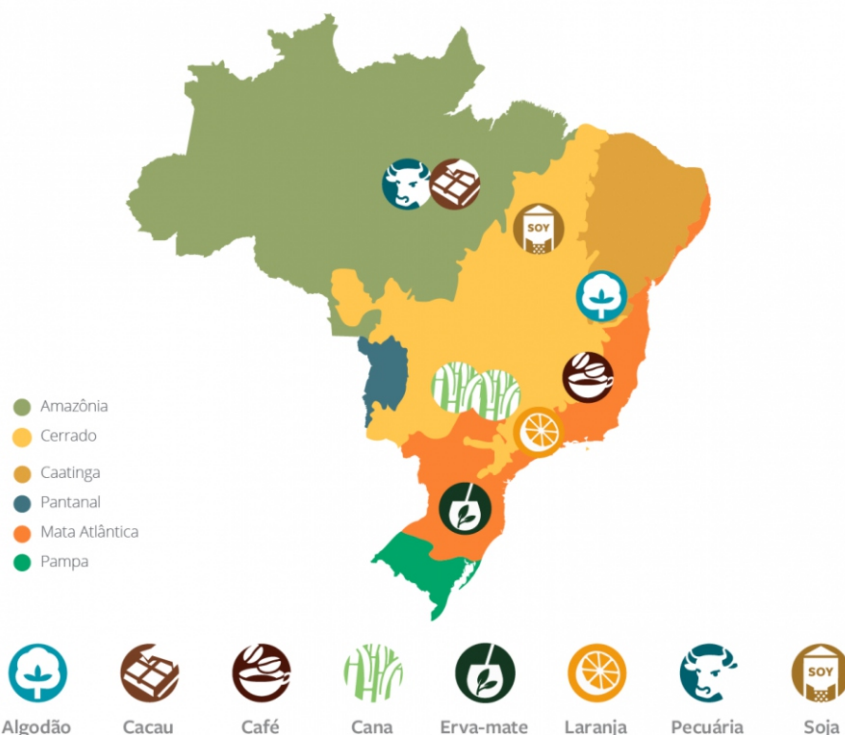 SOY
Amazônia
Cerrado
Caatinga
Pantanal
Mata Atlântica
Pampa
SOY
Algodão Cacau Café Cana Erva-mate Laranja Pecuária Soja